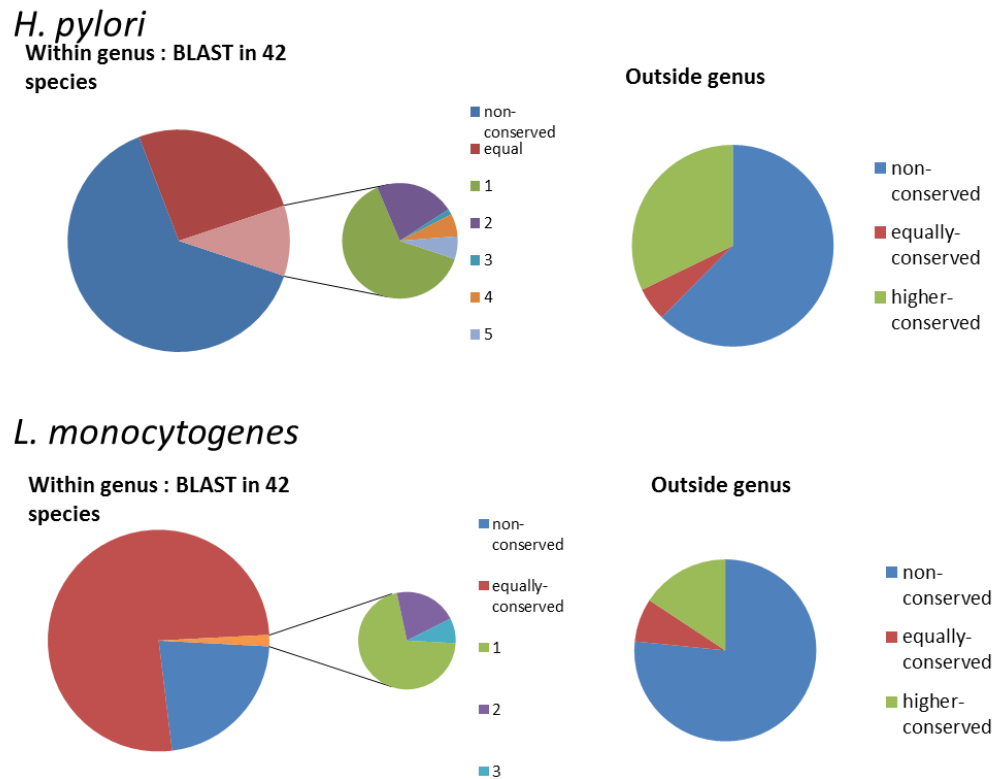 H. pylori
Within genus : BLAST in 42
species
Outside genus
non-
conserved
equal
1
2
3
4
5
non-
conserved
equally-
conserved
higher-
conserved
L. monocytogenes
Within genus : BLAST in 42
species
Outside genus
non-
conserved
equally-
conserved
1
2
3
non-
conserved
equally-
conserved
higher-
conserved